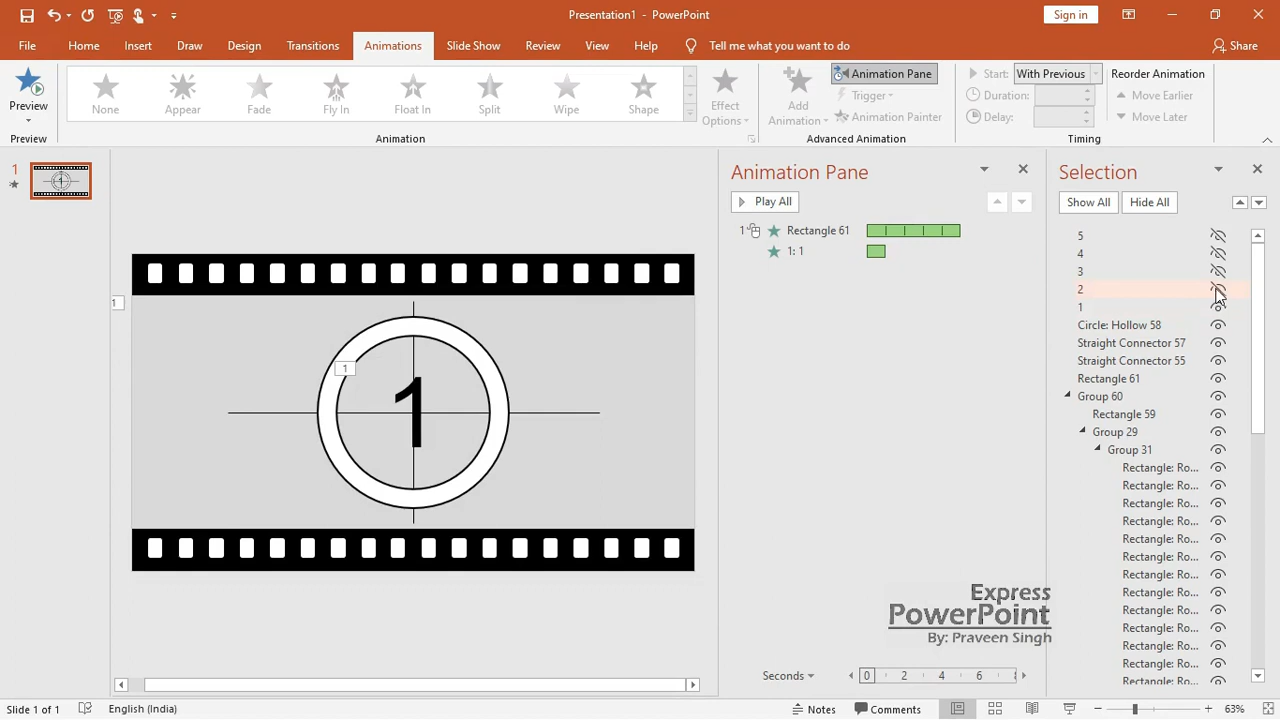 Presentation1 - PowerPoint
Sign in
File Home Insert Draw Design Transitions Animations Slide Show Review View Help Tell me what you want to do Share
Preview
None Appear Fade Fly In Float In Split Wipe Shape
Effect Options
Add Animation
Animation Pane
Trigger
Animation Painter
Start: With Previous
Duration:
Delay:
Reorder Animation
Move Earlier
Move Later
Preview Animation Advanced Animation Timing
1
1
1
1
Animation Pane
Play All
1 Rectangle 61
1: 1
Seconds 0 2 4 6
Selection
Show All Hide All
5
4
3
2
1
Circle: Hollow 58
Straight Connector 57
Straight Connector 55
Rectangle 61
Group 60
Rectangle 59
Group 29
Group 31
Rectangle: Ro...
Rectangle: Ro...
Rectangle: Ro...
Rectangle: Ro...
Rectangle: Ro...
Rectangle: Ro...
Rectangle: Ro...
Rectangle: Ro...
Rectangle: Ro...
Rectangle: Ro...
Rectangle: Ro...
Rectangle: Ro...
Rectangle: Ro...
Express
PowerPoint
By: Praveen Singh
Slide 1 of 1 English (India) Notes Comments 63%